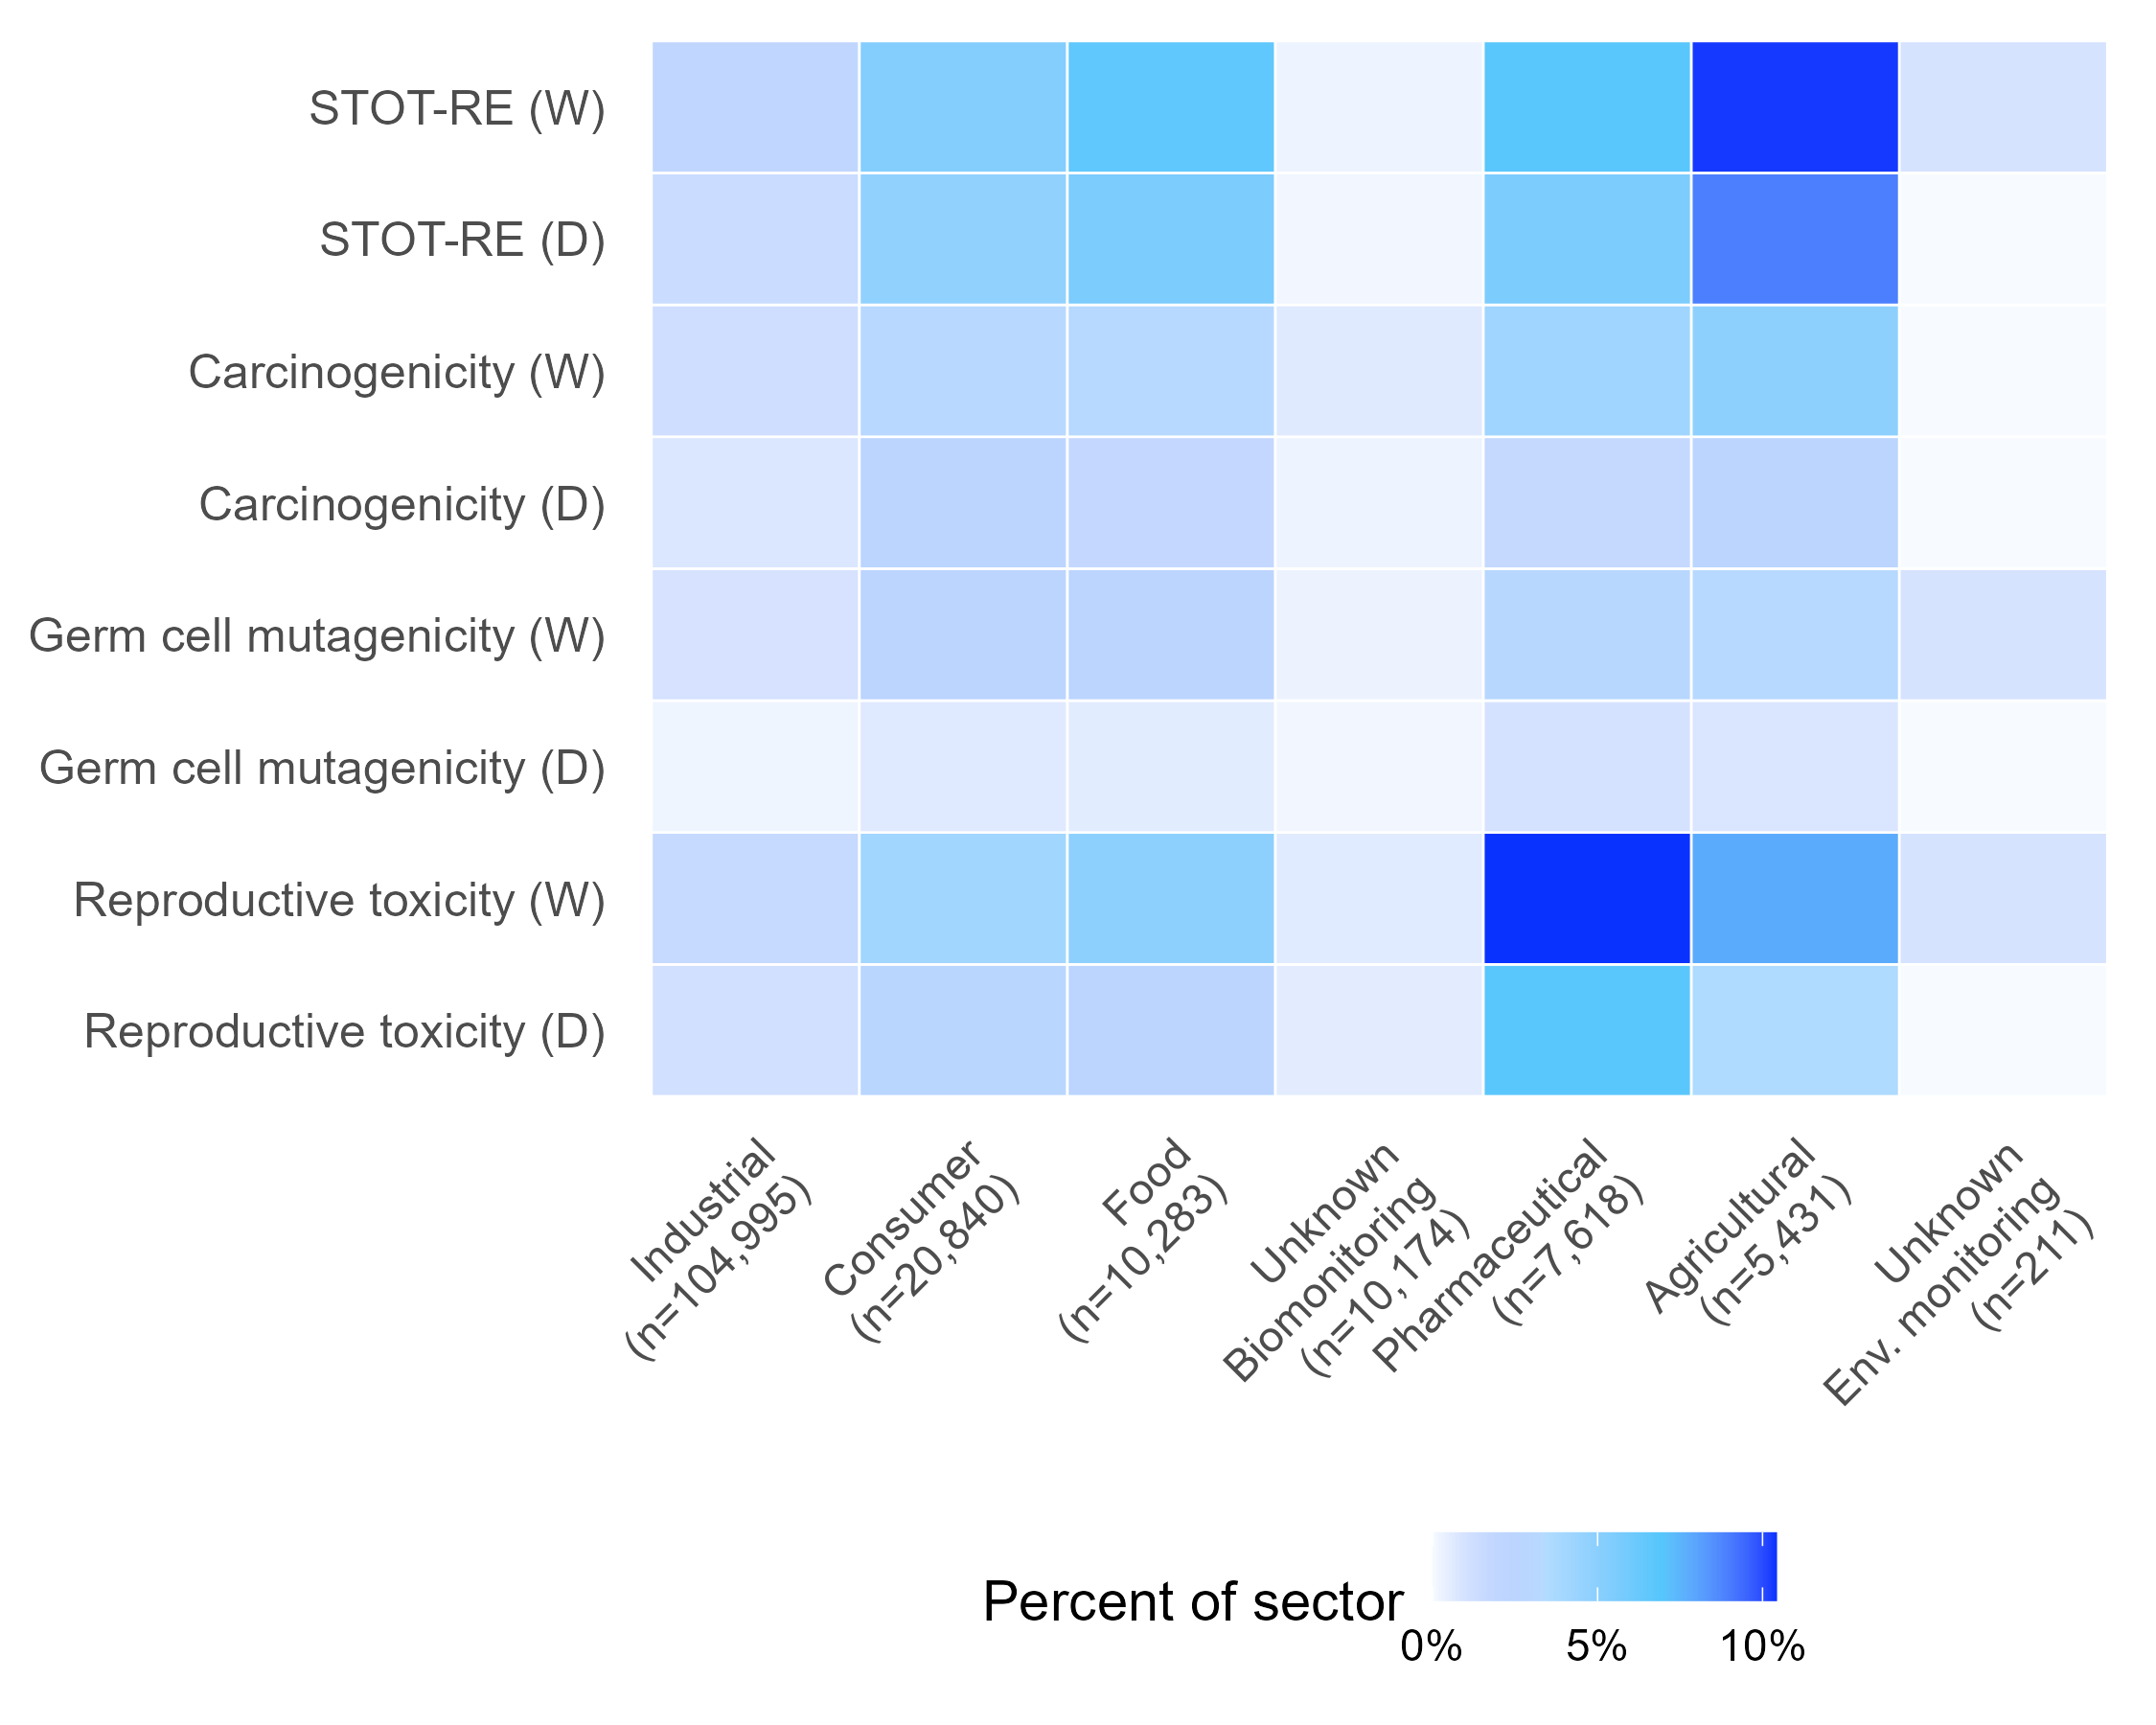 STOT-RE (W)
STOT-RE (D)
Carcinogenicity (W)
Carcinogenicity (D)
Germ cell mutagenicity (W)
Germ cell mutagenicity (D)
Reproductive toxicity (W)
Reproductive toxicity (D)
Industrial
(n=104,995)
Consumer
(n=20,840)
Food
(n=10,283)
Unknown
Biomonitoring
(n=10,174)
Pharmaceutical
(n=7,618)
Agricultural
(n=5,431)
Unknown
Env. monitoring
(n=211)
Percent of sector
0% 5% 10%